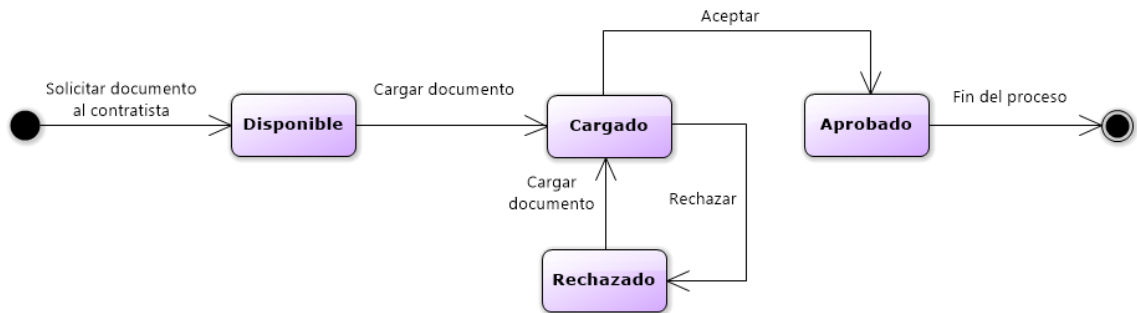 Aceptar
Solicitar documento
al contratista
Cargar documento
Fin del proceso
Disponible
Cargado
Aprobado
Cargar
documento
Rechazar
Rechazado